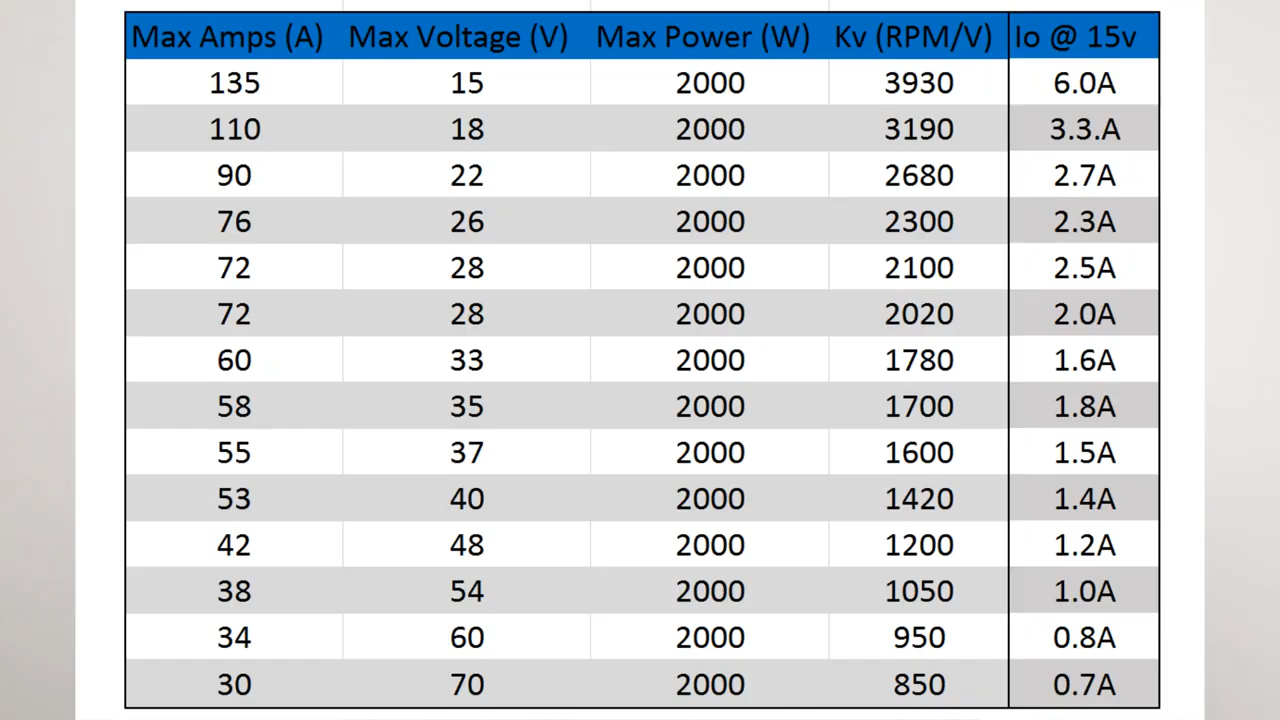 Max Amps (A) Max Voltage (V) Max Power (W) Kv (RPM/V) Io @ 15v
135 15 2000 3930 6.0A
110 18 2000 3190 3.3.A
90 22 2000 2680 2.7A
76 26 2000 2300 2.3A
72 28 2000 2100 2.5A
72 28 2000 2020 2.0A
60 33 2000 1780 1.6A
58 35 2000 1700 1.8A
55 37 2000 1600 1.5A
53 40 2000 1420 1.4A
42 48 2000 1200 1.2A
38 54 2000 1050 1.0A
34 60 2000 950 0.8A
30 70 2000 850 0.7A